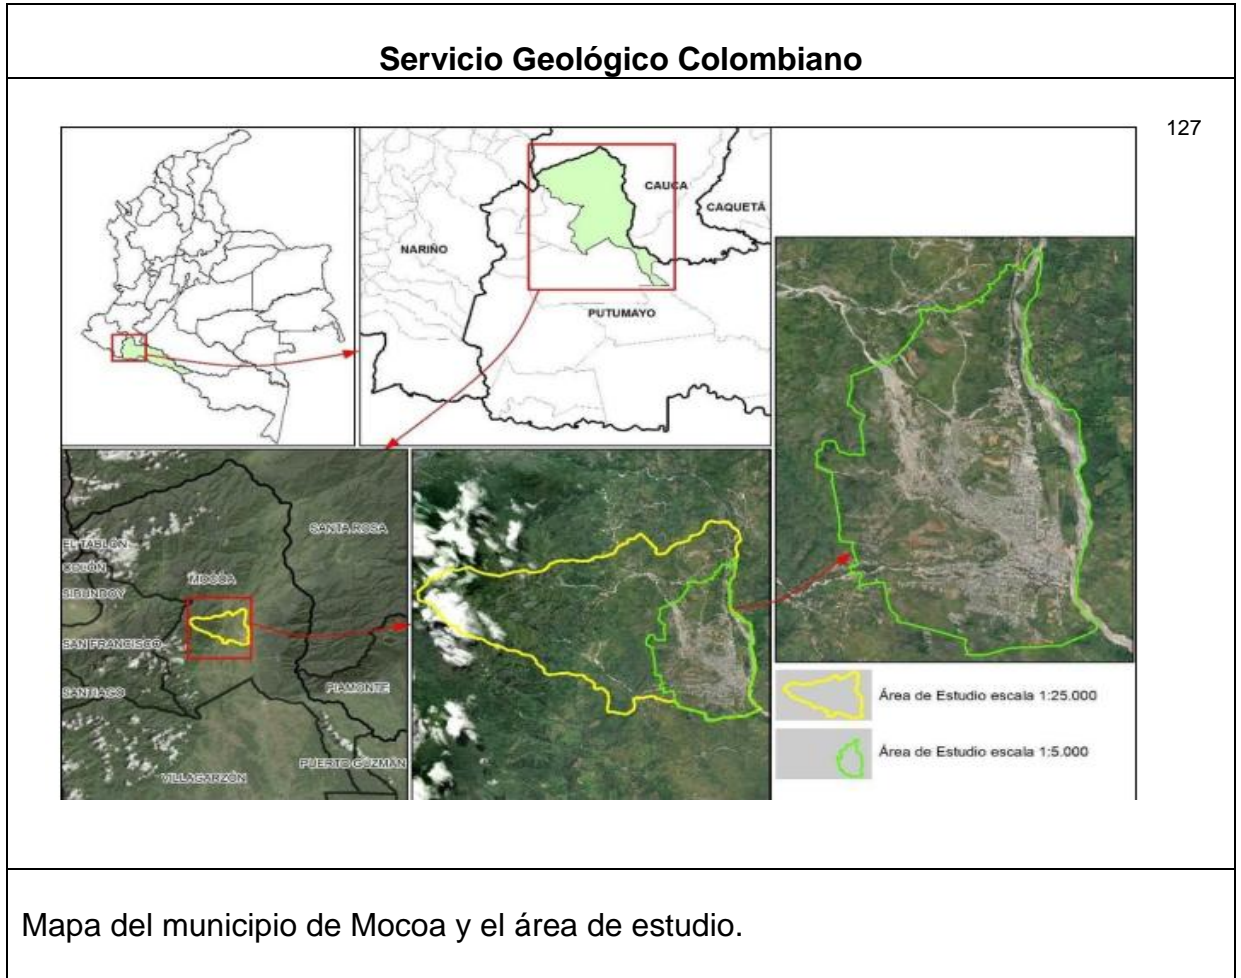 Servicio Geológico Colombiano
127
CAUCA
CAQUETÁ
NARIÑO
PUTUMAYO
SANTA ROSA
EL TABLÓN
COLÓN
MOCOA
SIBUNDOY
SAN FRANCISCO
SANTIAGO
PIAMONTE
PUERTO GUZMÁN
VILLAGARZÓN
Área de Estudio escala 1:25.000
Área de Estudio escala 1:5.000
Mapa del municipio de Mocoa y el área de estudio.